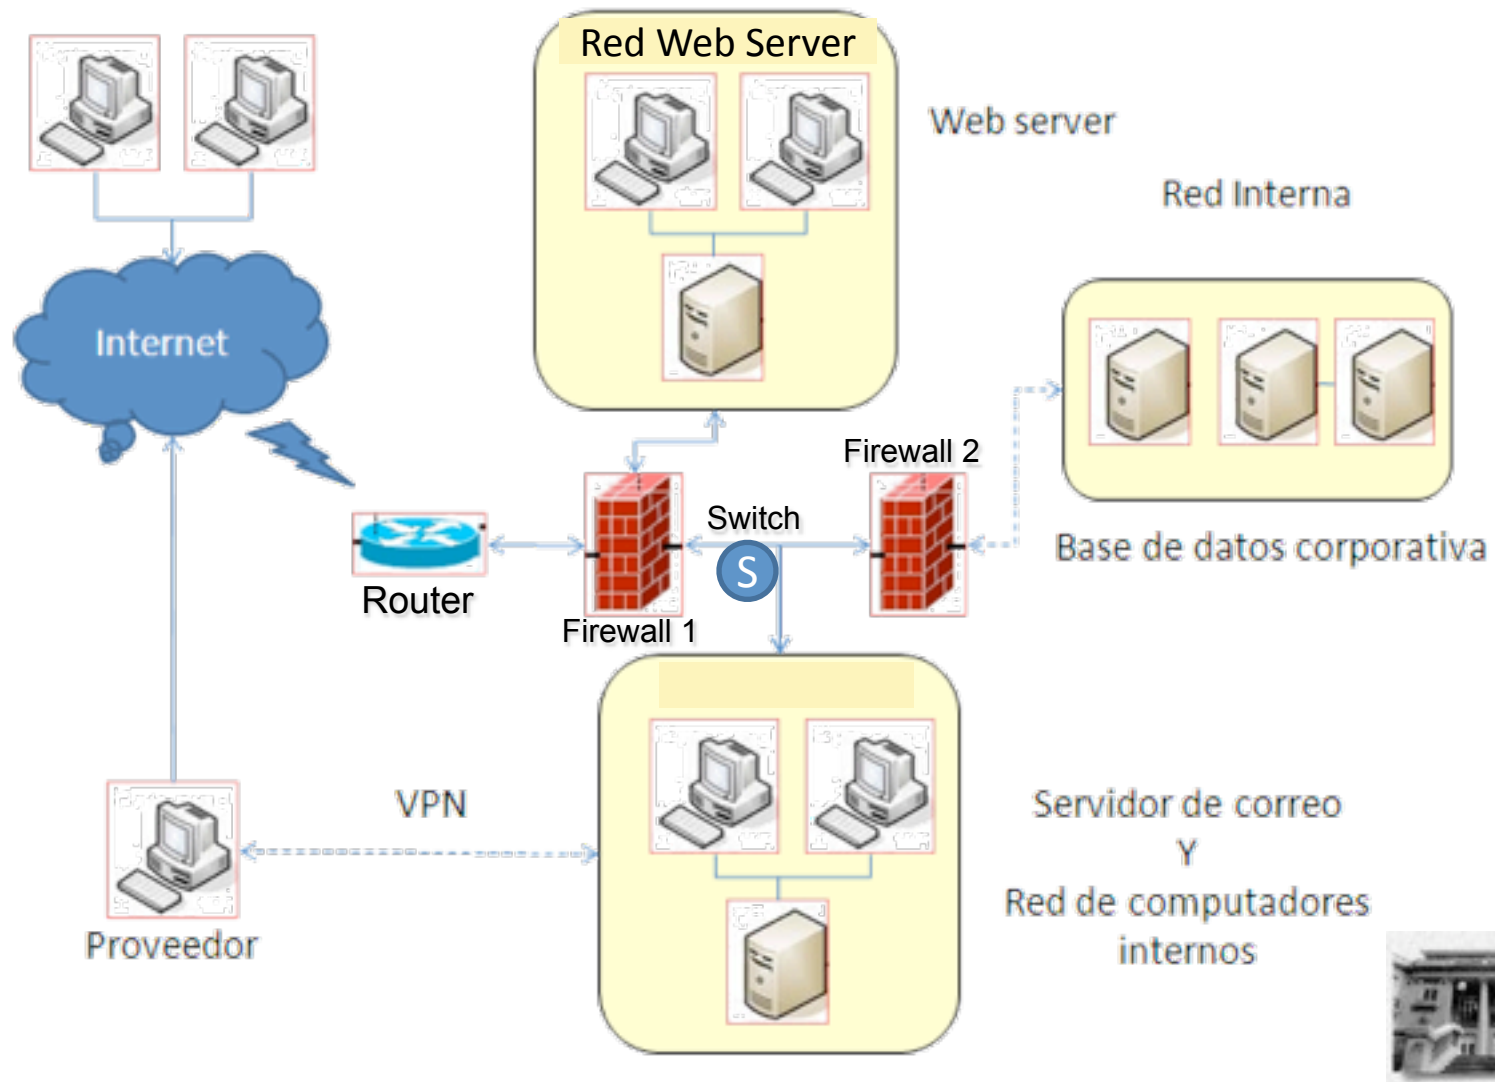 Red Web Server
Web server
Red Interna
Internet
Firewall 2
Switch
S
Base de datos corporativa
Router
Firewall 1
VPN
Servidor de correo
Y
Red de computadores
internos
Proveedor